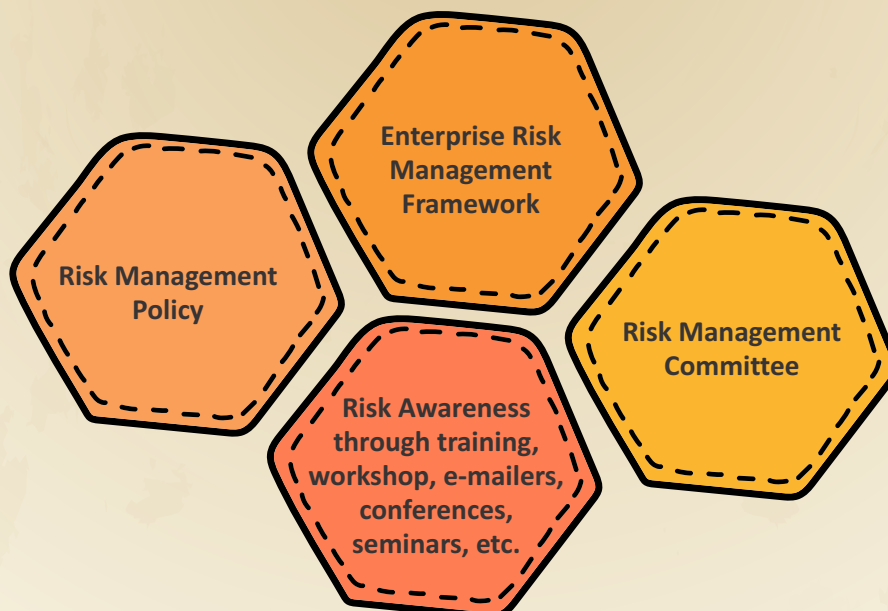 Enterprise Risk
Management
Framework
Risk Management
Policy
Risk Management
Committee
Risk Awareness
through training,
workshop, e-mailers,
conferences,
seminars, etc.